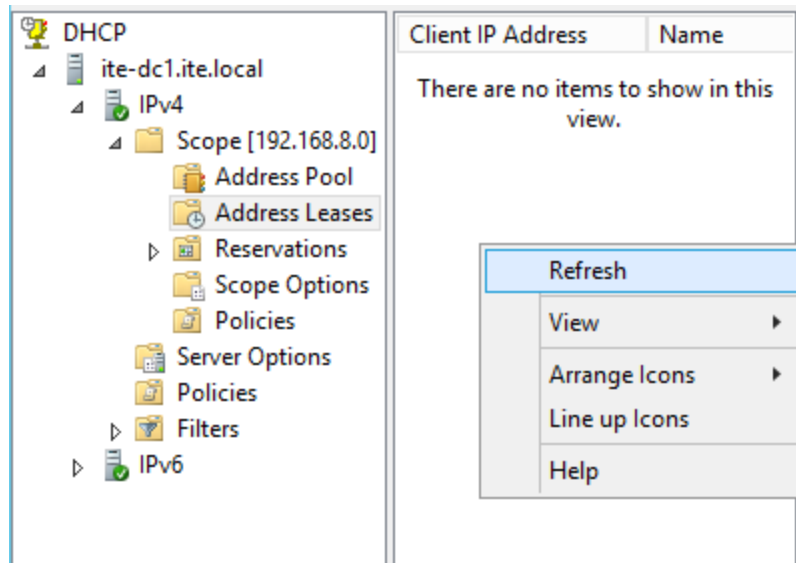 DHCP
ite-dc1.ite.local
IPv4
Scope [192.168.8.0]
Address Pool
Address Leases
Reservations
Scope Options
Policies
Server Options
Policies
Filters
IPv6
Client IP Address Name
There are no items to show in this
view.
Refresh
View
Arrange Icons
Line up Icons
Help